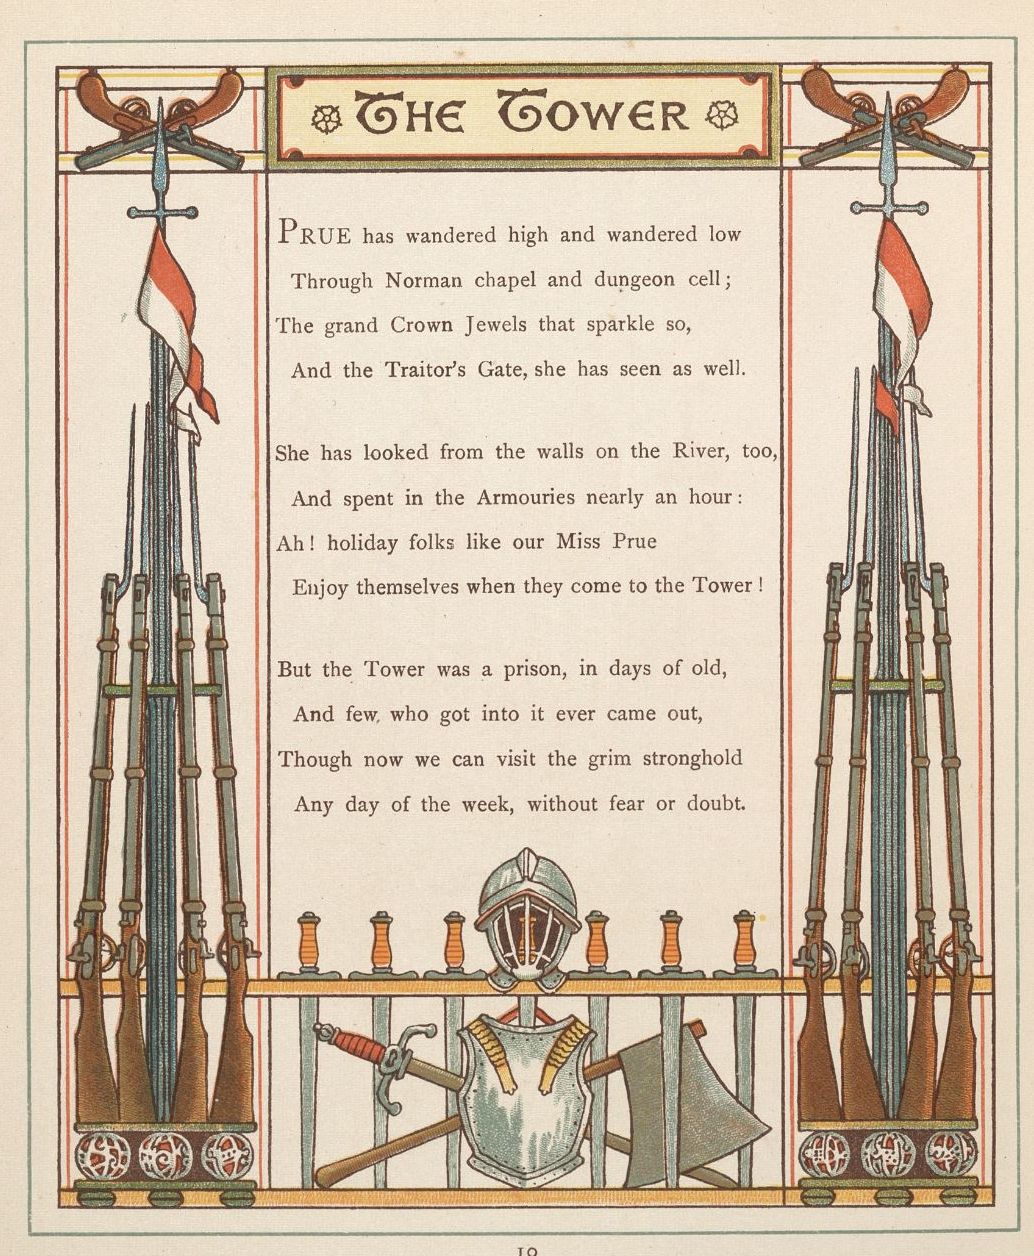 THE TOWER
PRUE has wandered high and wandered low
Through Norman chapel and dungeon cell;
The grand Crown Jewels that sparkle so,
And the Traitor's Gate, she has seen as well.
She has looked from the walls on the River, too,
And spent in the Armouries nearly an hour:
Ah! holiday folks like our Miss Prue
Enjoy themselves when they come to the Tower!
But the Tower was a prison, in days of old,
And few, who got into it ever came out,
Though now we can visit the grim stronghold
Any day of the week, without fear or doubt.